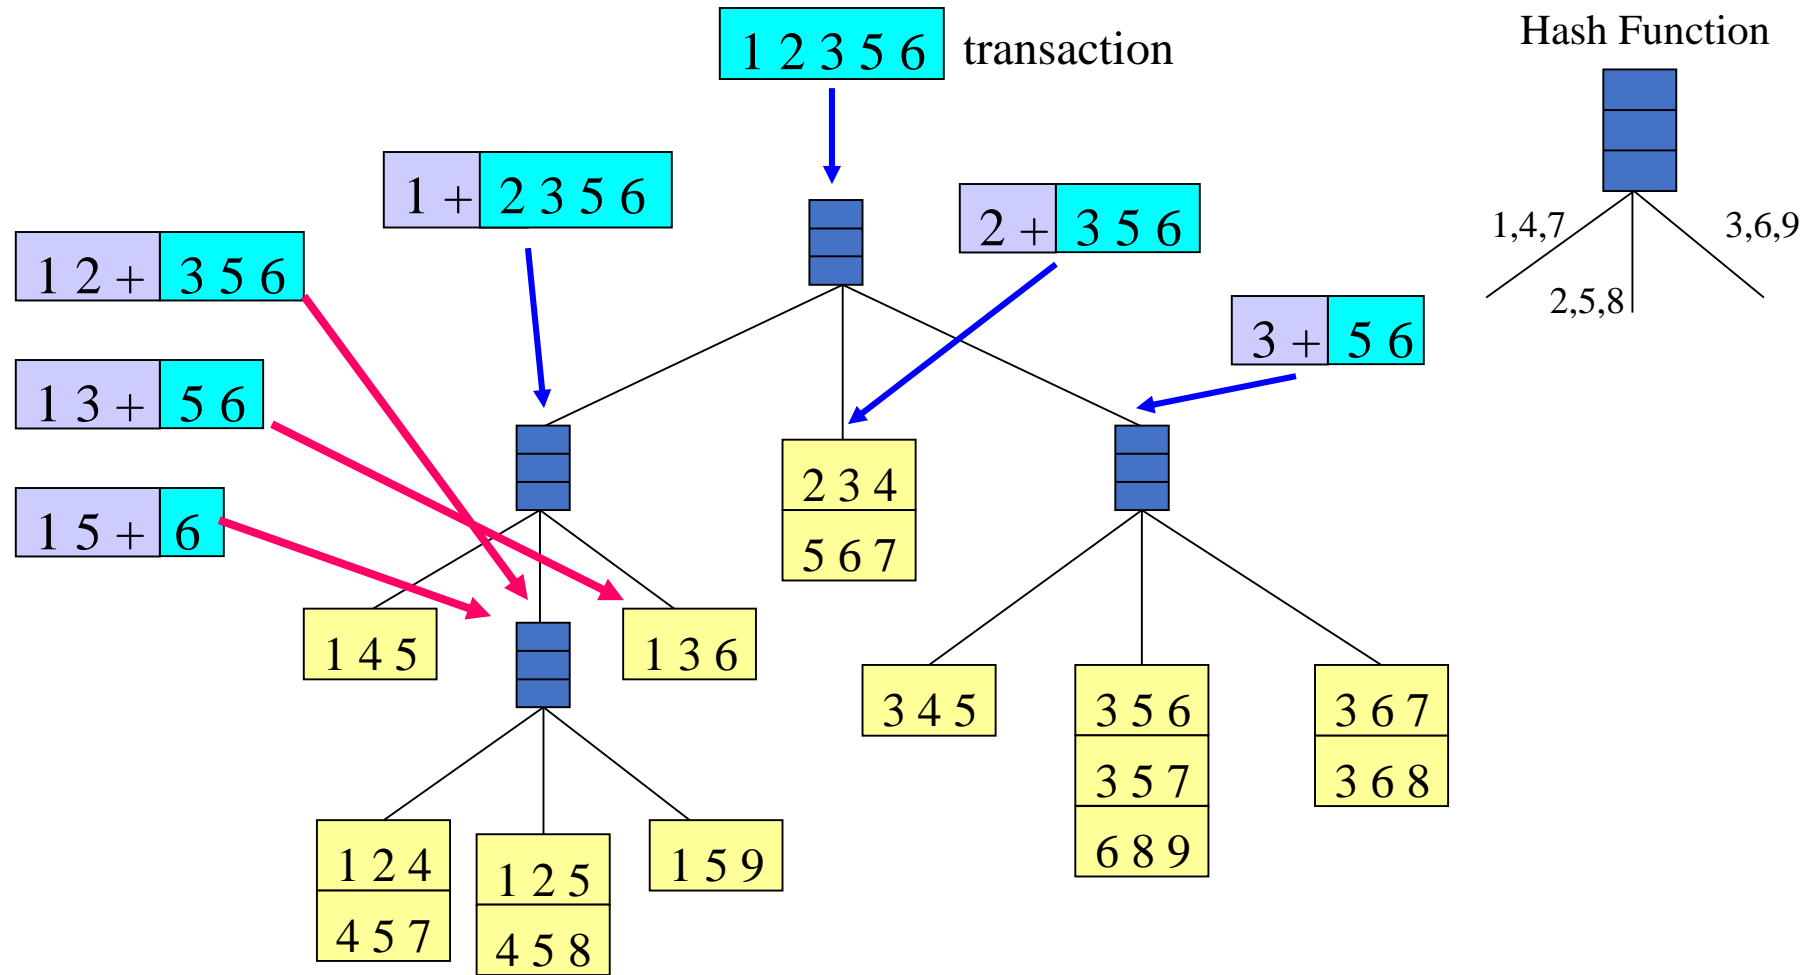 1 2 3 5 6 transaction
Hash Function
1 + 2 3 5 6
2 + 3 5 6
1,4,7
3,6,9
2,5,8
1 2 + 3 5 6
3 + 5 6
1 3 + 5 6
1 5 + 6
2 3 4
5 6 7
1 4 5
1 3 6
3 4 5
3 5 6
3 6 7
3 5 7
3 6 8
6 8 9
1 2 4
1 2 5
1 5 9
4 5 7
4 5 8